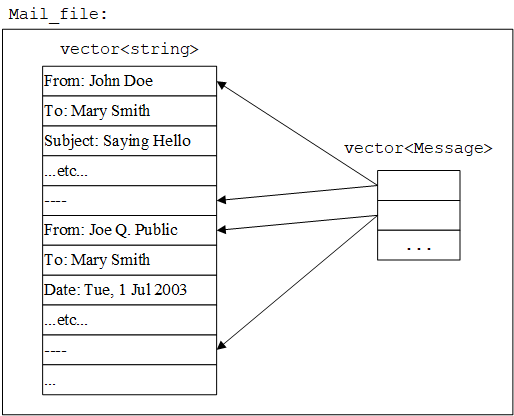 Mail_file:
vector<string>
From: John Doe
To: Mary Smith
Subject: Saying Hello
...etc...
----
From: Joe Q. Public
To: Mary Smith
Date: Tue, 1 Jul 2003
...etc...
----
...
vector<Message>
...